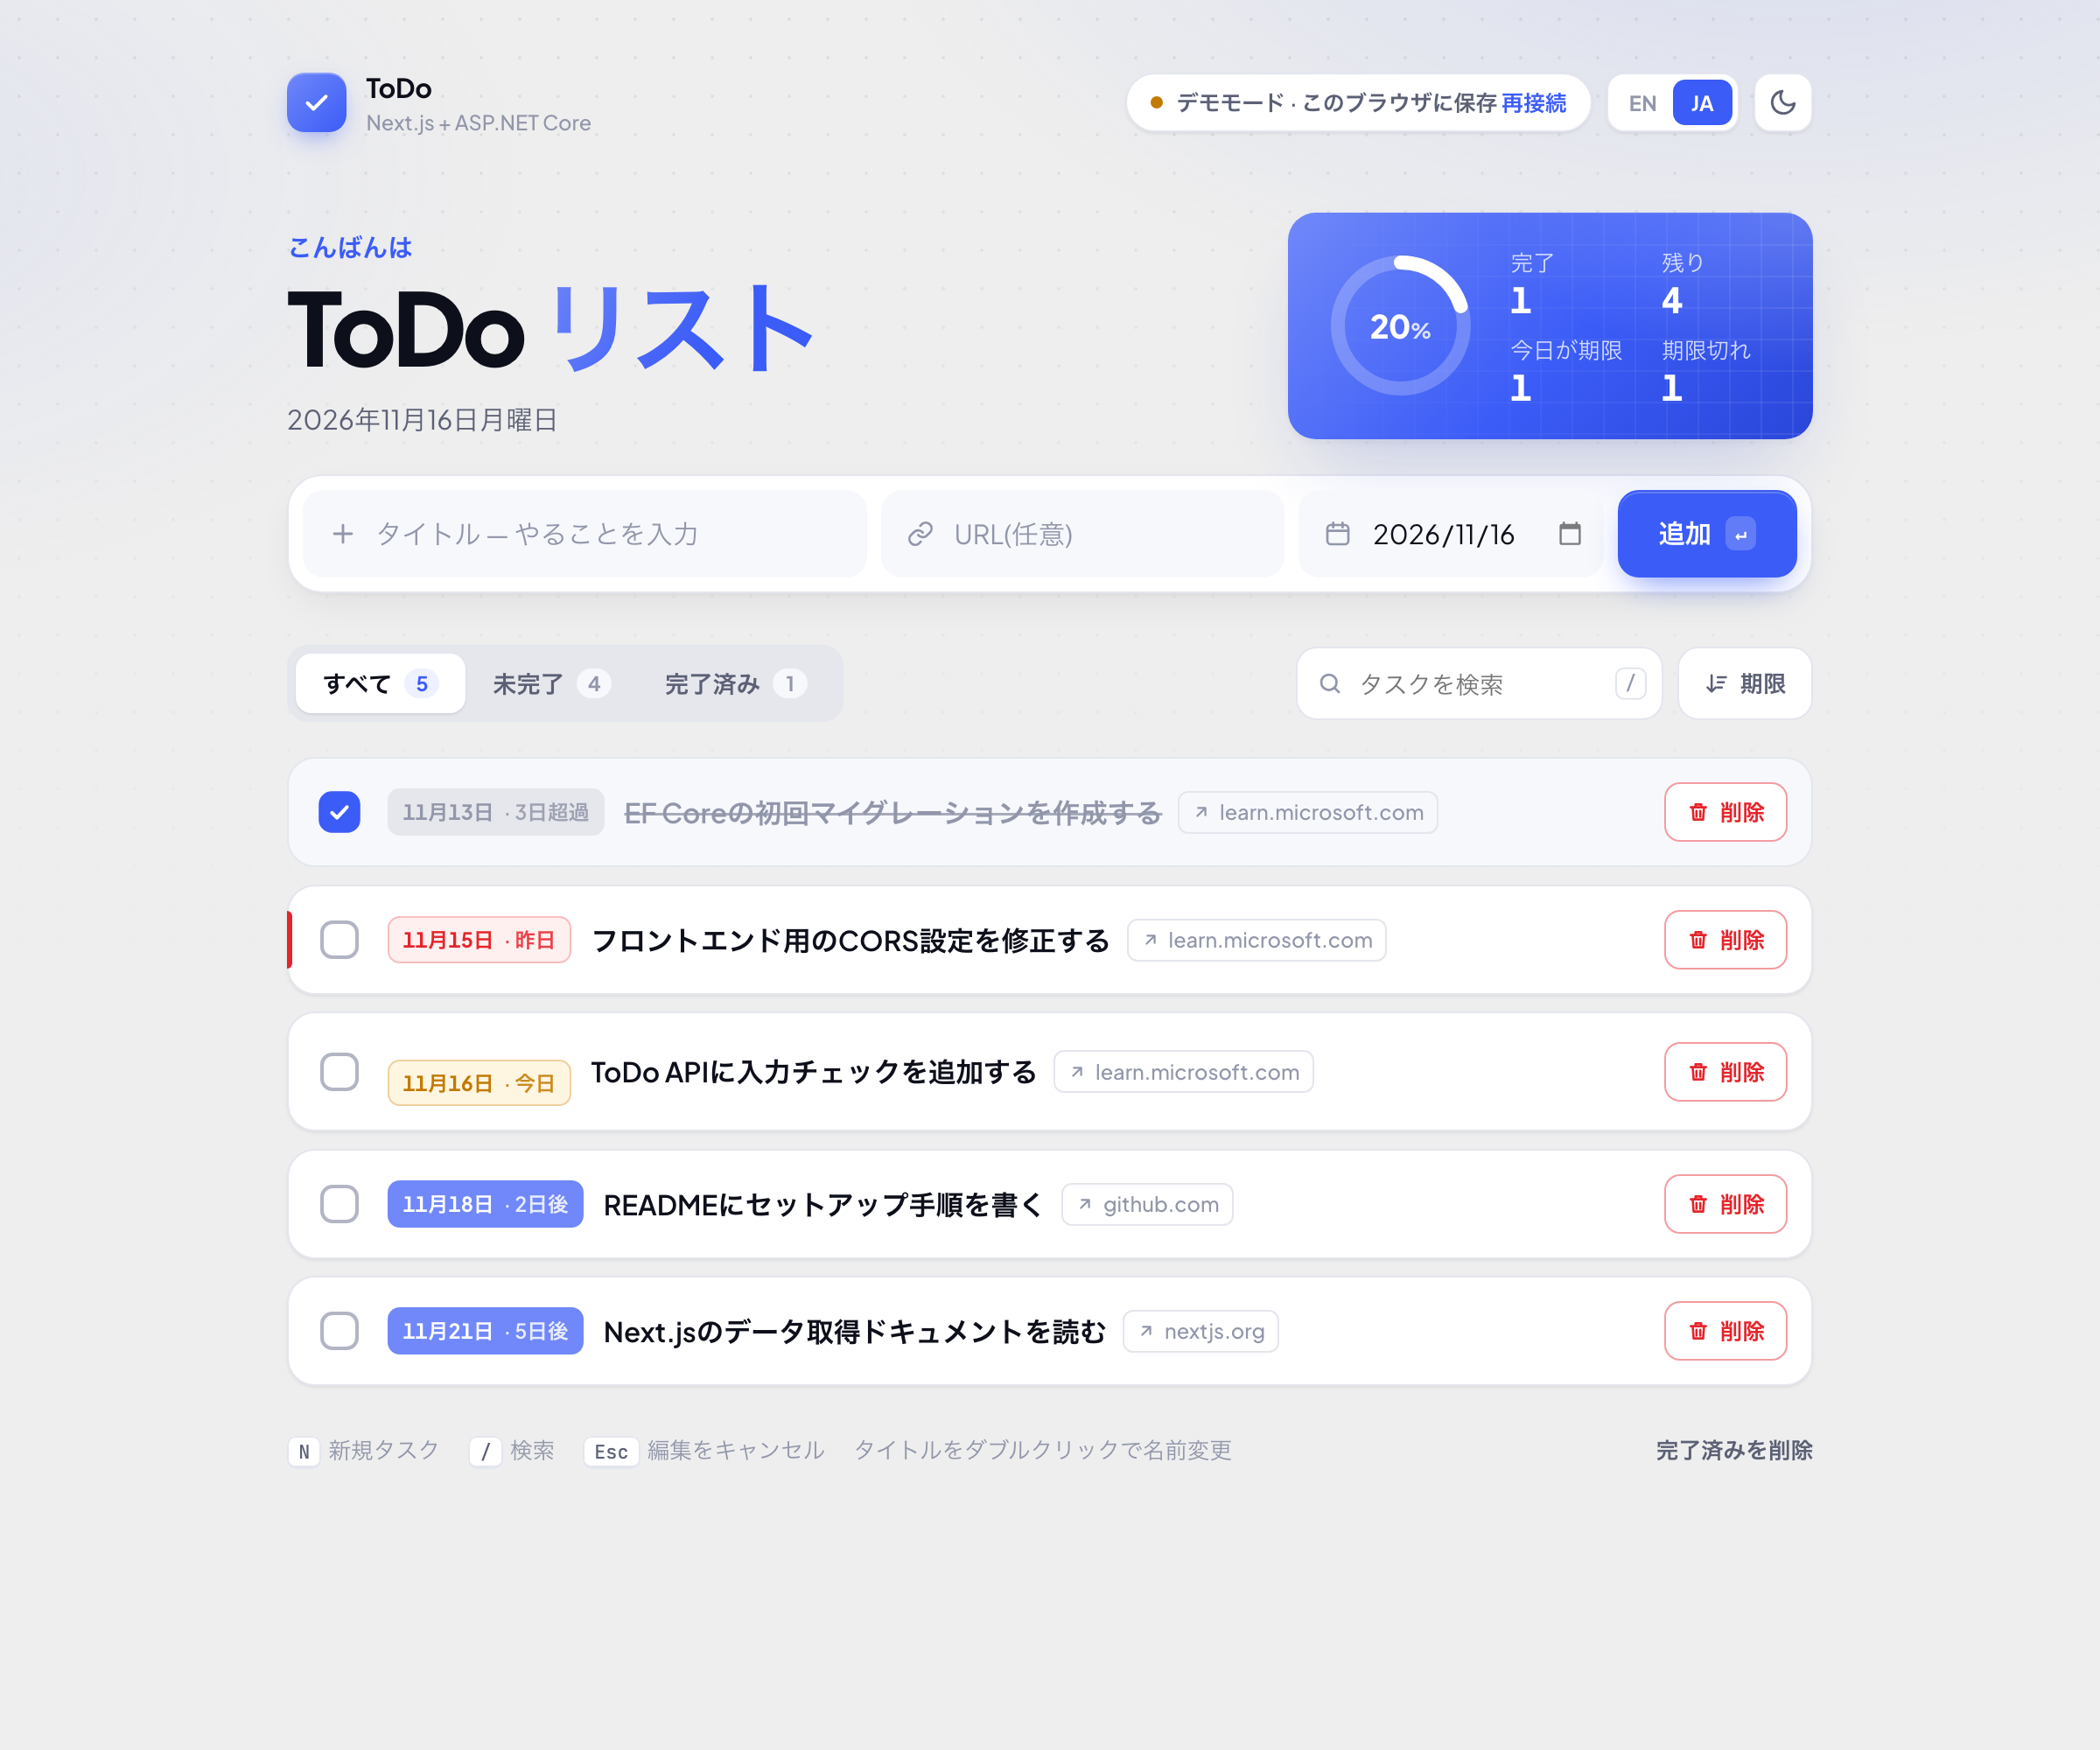 ToDo
Next.js + ASP.NET Core
デモモード · このブラウザに保存 再接続
EN JA
こんばんは
ToDo リスト
2026年11月16日月曜日
20%
完了 残り
1 4
今日が期限 期限切れ
1 1
タイトル — やることを入力 URL(任意) 2026/11/16 追加 ↵
すべて 5 未完了 4 完了済み 1 タスクを検索 / 期限
11月13日 · 3日超過 EF Coreの初回マイグレーションを作成する learn.microsoft.com 削除
11月15日 · 昨日 フロントエンド用のCORS設定を修正する learn.microsoft.com 削除
11月16日 · 今日 ToDo APIに入力チェックを追加する learn.microsoft.com 削除
11月18日 · 2日後 READMEにセットアップ手順を書く github.com 削除
11月21日 · 5日後 Next.jsのデータ取得ドキュメントを読む nextjs.org 削除
N 新規タスク / 検索 Esc 編集をキャンセル タイトルをダブルクリックで名前変更 完了済みを削除